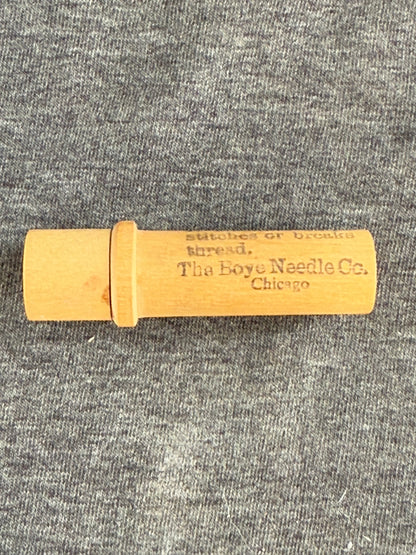 stitches or breaks
thread.
The Boye Needle Co.
Chicago